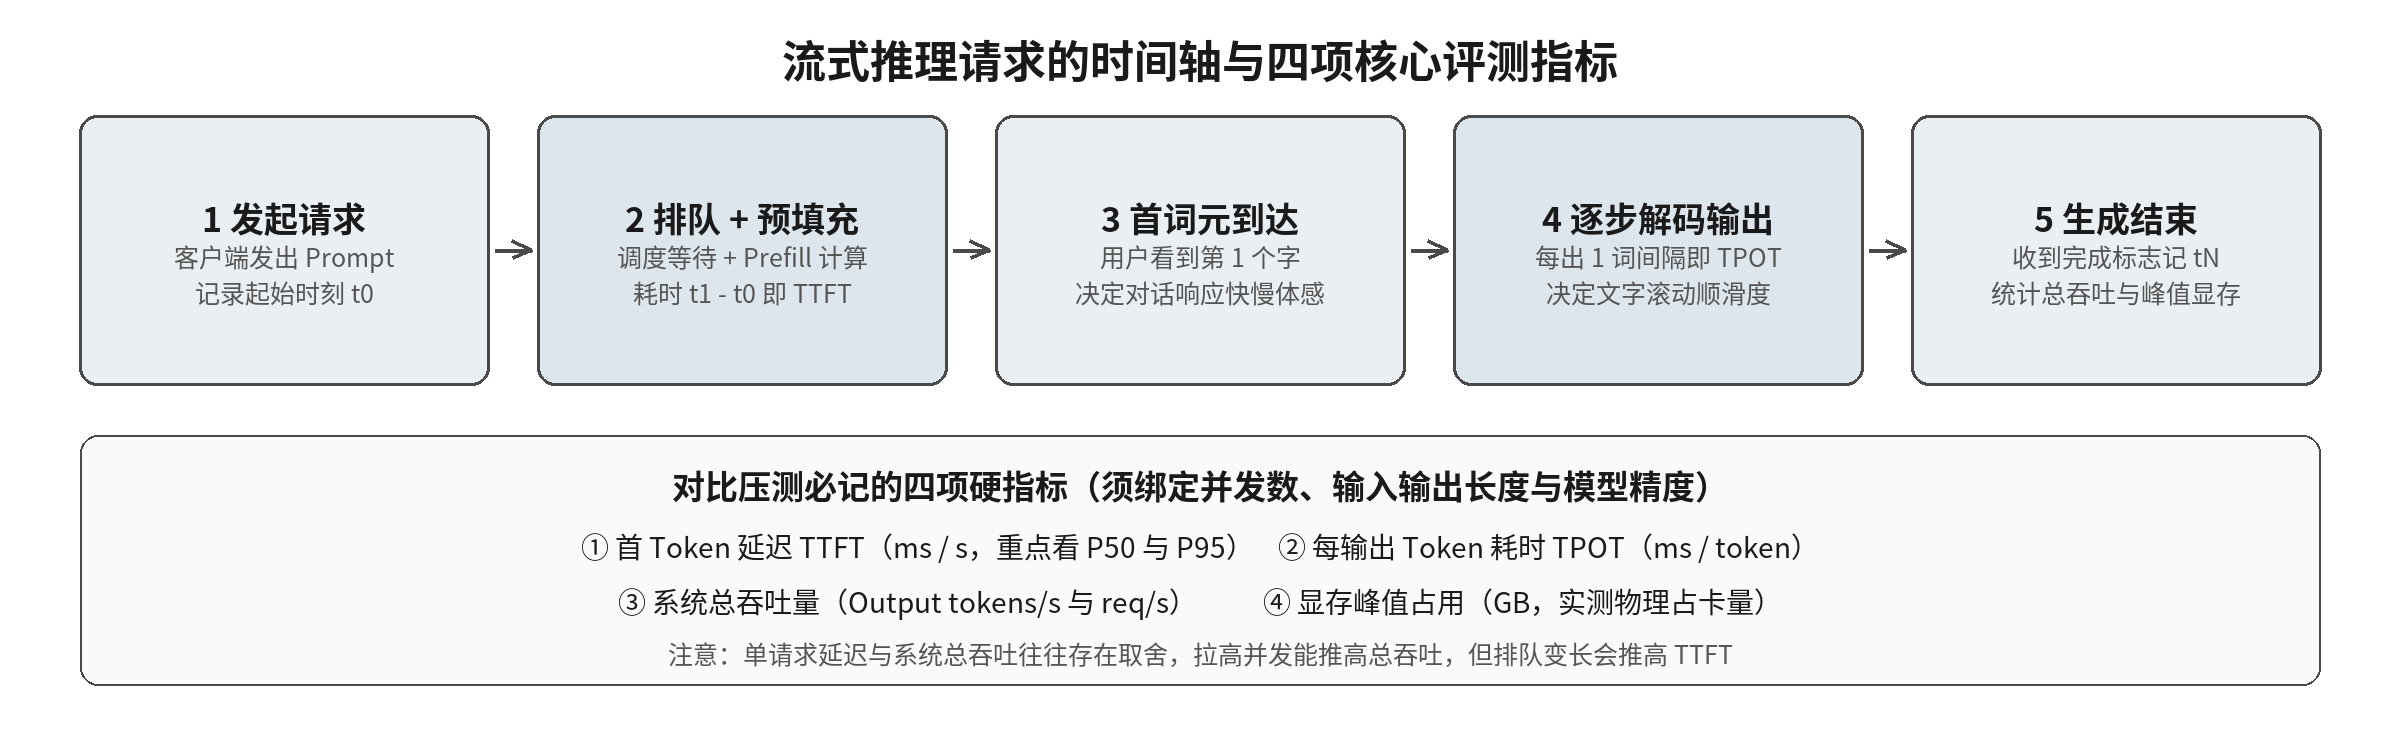 流式推理请求的时间轴与四项核心评测指标
1 发起请求
客户端发出 Prompt
记录起始时刻 t0
2 排队 + 预填充
调度等待 + Prefill 计算
耗时 t1 - t0 即 TTFT
3 首词元到达
用户看到第 1 个字
决定对话响应快慢体感
4 逐步解码输出
每出 1 词间隔即 TPOT
决定文字滚动顺滑度
5 生成结束
收到完成标志记 tN
统计总吞吐与峰值显存
对比压测必记的四项硬指标（须绑定并发数、输入输出长度与模型精度）
① 首 Token 延迟 TTFT（ms / s，重点看 P50 与 P95） ② 每输出 Token 耗时 TPOT（ms / token）
③ 系统总吞吐量（Output tokens/s 与 req/s） ④ 显存峰值占用（GB，实测物理占卡量）
注意：单请求延迟与系统总吞吐往往存在取舍，拉高并发能推高总吞吐，但排队变长会推高 TTFT